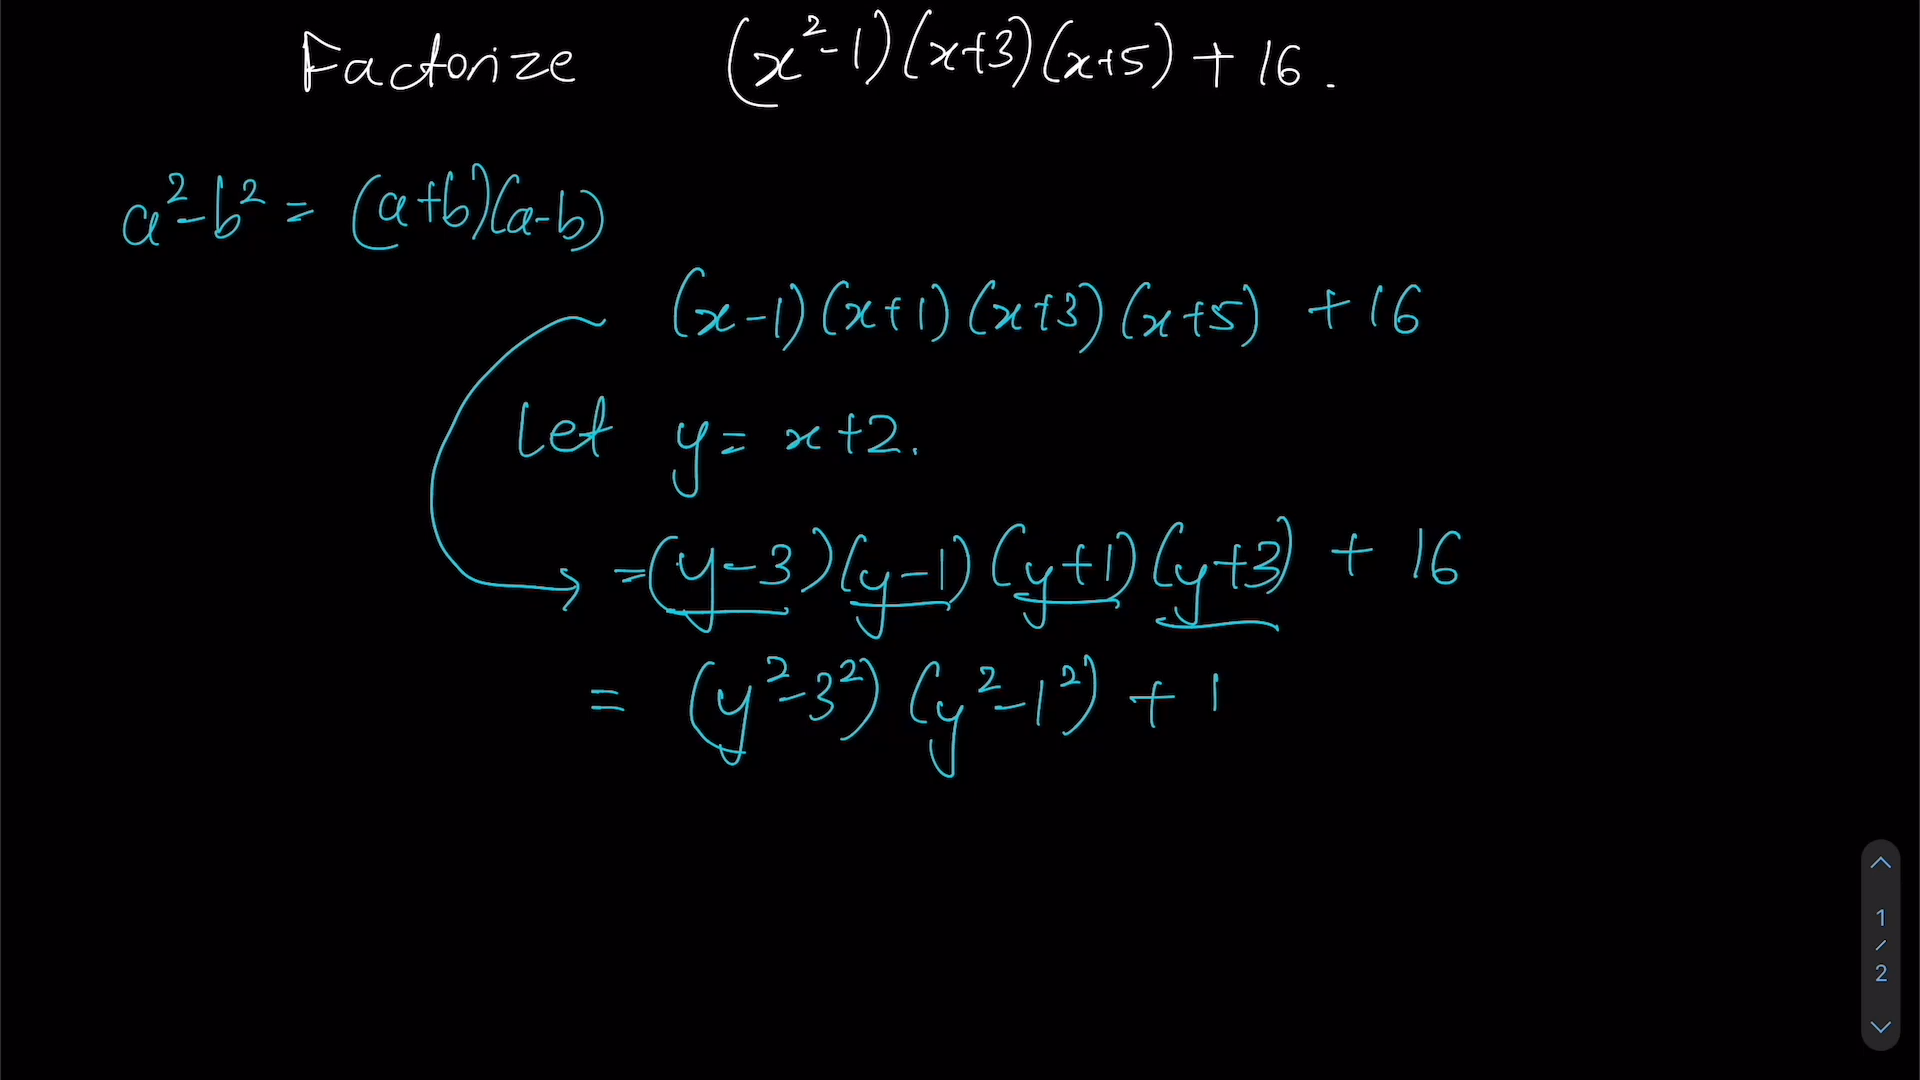 Factorize (x²-1)(x+3)(x+5) + 16.
a²-b² = (a+b)(a-b)
(x-1)(x+1)(x+3)(x+5) +16
Let y= x+2.
=(y-3)(y-1)(y+1)(y+3) + 16
= (y²-3²)(y²-1²) + 1
1
/
2